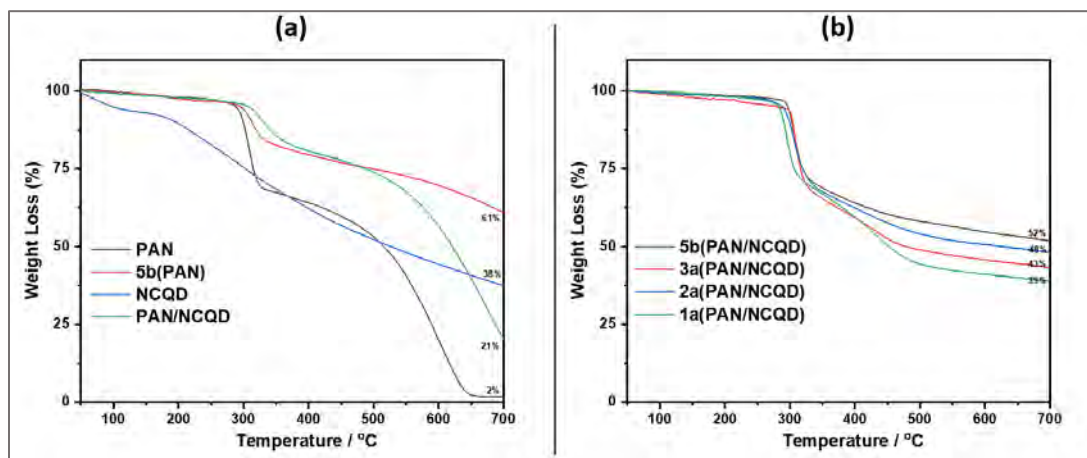 (a)
100
75
50
25
0
Weight Loss (%)
61%
38%
21%
2%
PAN
5b(PAN)
NCQD
PAN/NCQD
100 200 300 400 500 600 700
Temperature / ºC
(b)
100
75
50
25
0
Weight Loss (%)
52%
48%
43%
5b(PAN/NCQD)
3a(PAN/NCQD)
2a(PAN/NCQD)
1a(PAN/NCQD)
100 200 300 400 500 600 700
Temperature / ºC